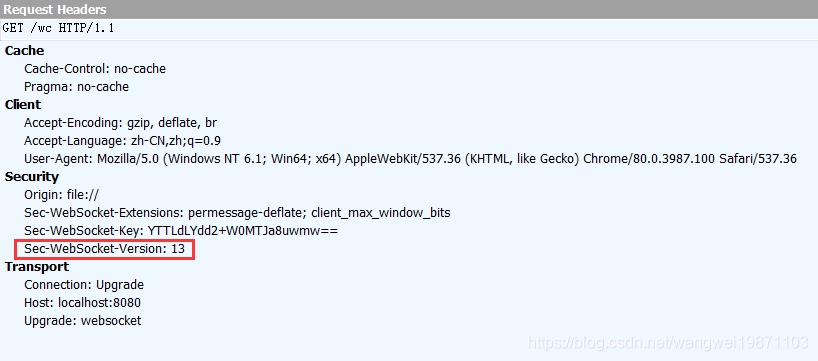 Request Headers
GET /wc HTTP/1.1
Cache
Cache-Control: no-cache
Pragma: no-cache
Client
Accept-Encoding: gzip, deflate, br
Accept-Language: zh-CN,zh;q=0.9
User-Agent: Mozilla/5.0 (Windows NT 6.1; Win64; x64) AppleWebKit/537.36 (KHTML, like Gecko) Chrome/80.0.3987.100 Safari/537.36
Security
Origin: file://
Sec-WebSocket-Extensions: permessage-deflate; client_max_window_bits
Sec-WebSocket-Key: YTTLdLYdd2+W0MTJa8uwmw==
Sec-WebSocket-Version: 13
Transport
Connection: Upgrade
Host: localhost:8080
Upgrade: websocket
https://blog.csdn.net/wangwei19871103